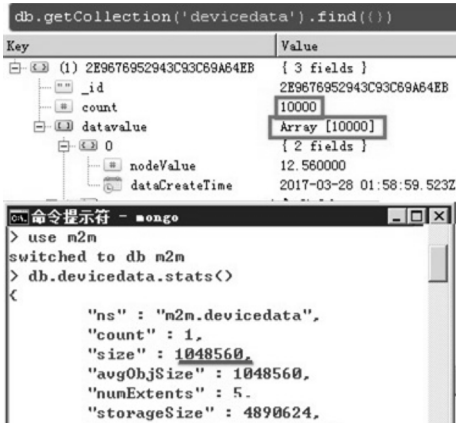 db.getCollection('devicedata').find({})
Key Value
(1) 2E9676952943C93C69A64EB { 3 fields }
_id 2E9676952943C93C69A64EB
count 10000
datavalue Array [10000]
0 { 2 fields }
nodeValue 12.560000
dataCreateTime 2017-03-28 01:58:59.523Z
命令提示符 - mongo
> use m2m
switched to db m2m
> db.devicedata.stats()
{
"ns" : "m2m.devicedata",
"count" : 1,
"size" : 1048560,
"avgObjSize" : 1048560,
"numExtents" : 5,
"storageSize" : 4890624,